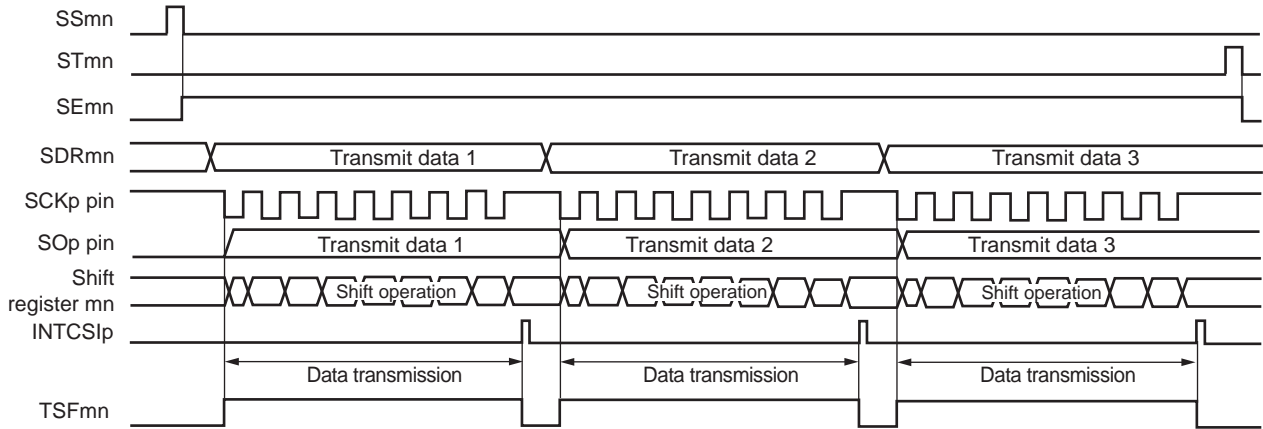 SSmn
STmn
SEmn
SDRmn
Transmit data 1
Transmit data 2
Transmit data 3
SCKp pin
SOp pin
Transmit data 1
Transmit data 2
Transmit data 3
Shift
register mn
Shift operation
Shift operation
Shift operation
INTCSIp
Data transmission
Data transmission
Data transmission
TSFmn